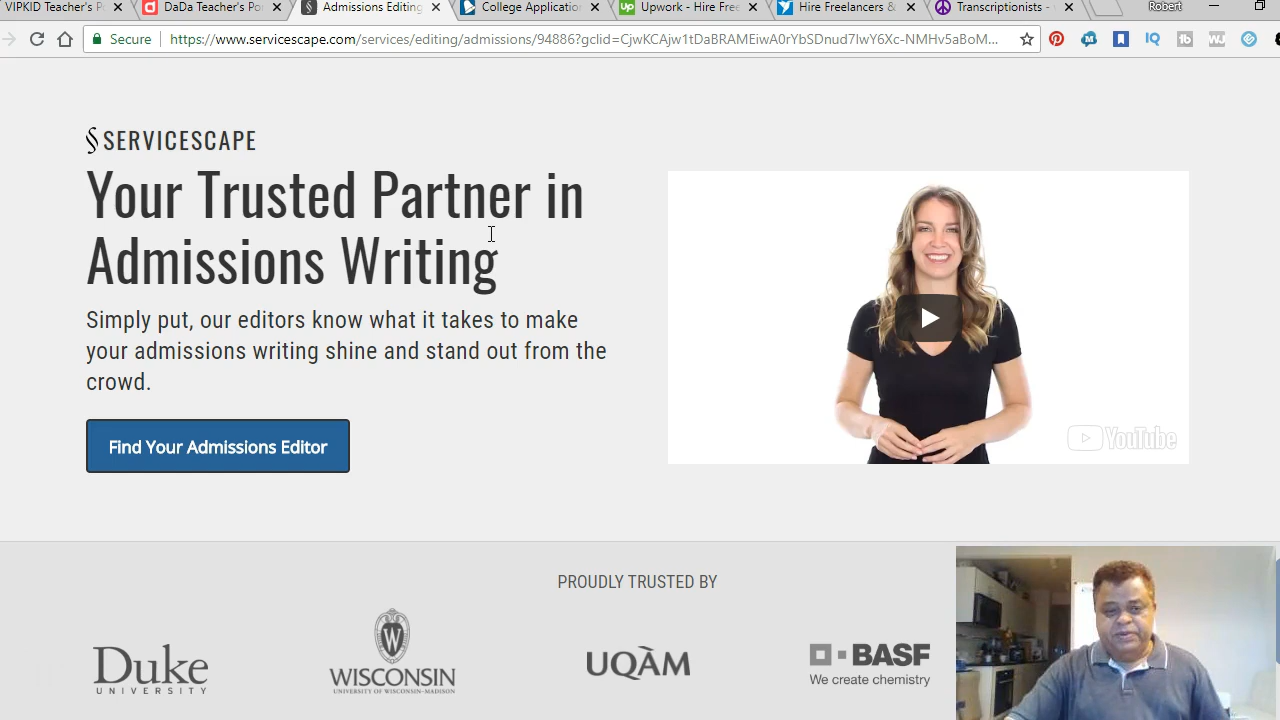 VIPKID Teacher's Po
DaDa Teacher's Por
Admissions Editing
College Application
Upwork - Hire Free
Hire Freelancers &
Transcriptionists -
Robert
Secure
https://www.servicescape.com/services/editing/admissions/94886?gclid=
SERVICESCAPE
Your Trusted Partner in
Admissions Writing
Simply put, our editors know what it takes to make
your admissions writing shine and stand out from the
crowd.
Find Your Admissions Editor
YouTube
PROUDLY TRUSTED BY
Duke
UNIVERSITY
W
WISCONSIN
UNIVERSITY OF WISCONSIN-MADISON
UQÀM
BASF
We create chemistry